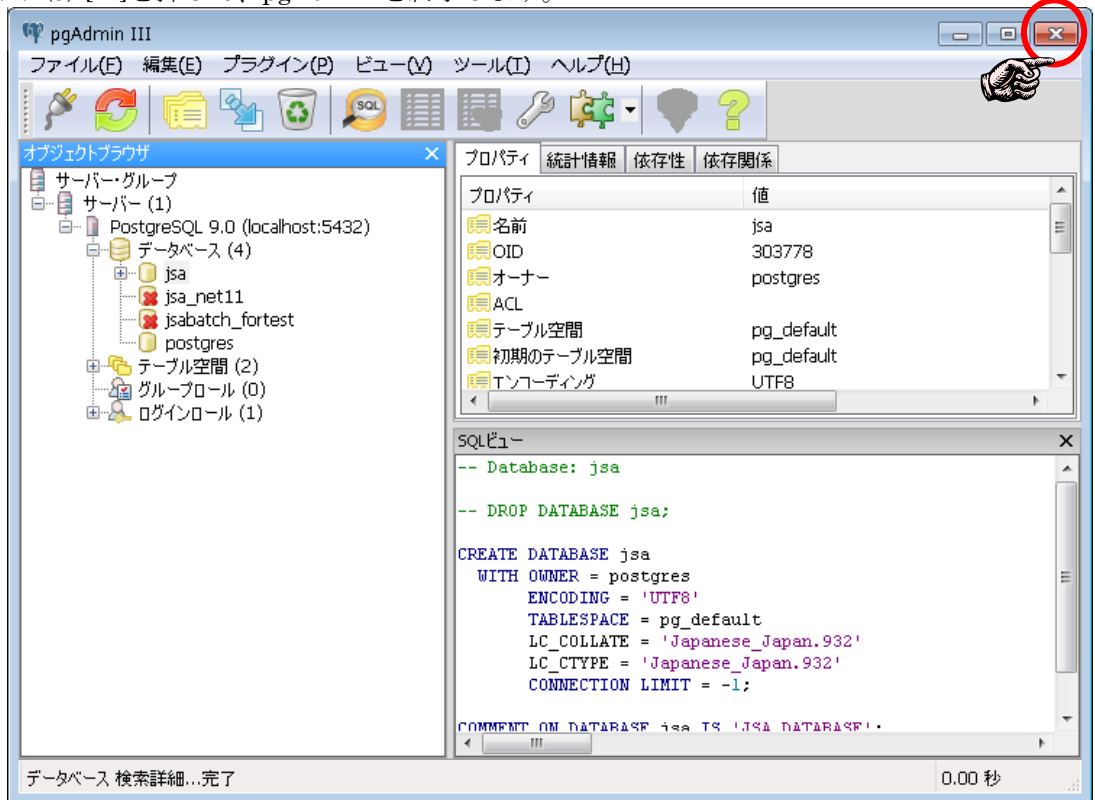 pgAdmin III
ファイル(F) 編集(E) プラグイン(P) ビュー(V) ツール(T) ヘルプ(H)
SQL
オブジェクトブラウザ
サーバー・グループ
サーバー (1)
PostgreSQL 9.0 (localhost:5432)
データベース (4)
jsa
jsa_net11
jsabatch_fortest
postgres
テーブル空間 (2)
グループロール (0)
ログインロール (1)
プロパティ 統計情報 依存性 依存関係
プロパティ 値
名前 jsa
OID 303778
オーナー postgres
ACL
テーブル空間 pg_default
初期のテーブル空間 pg_default
エンコーディング UTF8
SQLビュー
-- Database: jsa
-- DROP DATABASE jsa;
CREATE DATABASE jsa
WITH OWNER = postgres
ENCODING = 'UTF8'
TABLESPACE = pg_default
LC_COLLATE = 'Japanese_Japan.932'
LC_CTYPE = 'Japanese_Japan.932'
CONNECTION LIMIT = -1;
COMMENT ON DATABASE jsa IS 'JSA DATABASE';
データベース 検索詳細...完了 0.00 秒